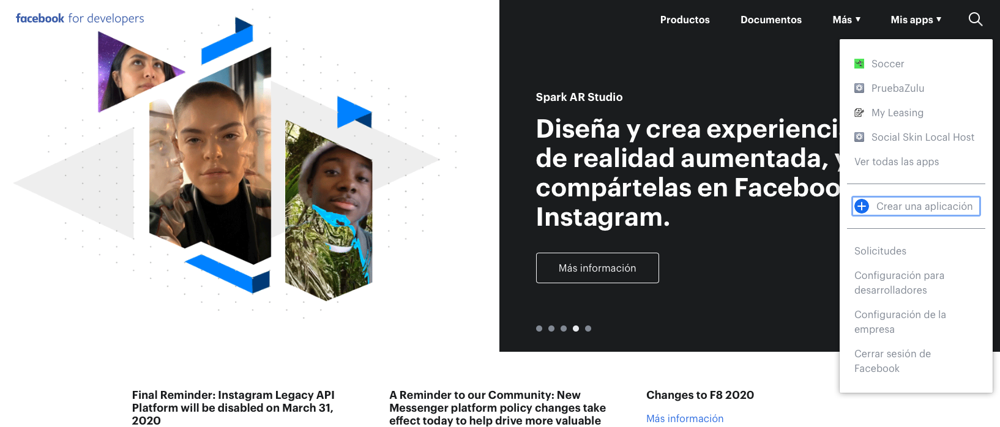 facebook for developers
Productos
Documentos
Más
Mis apps
Soccer
PruebaZulu
My Leasing
Social Skin Local Host
Ver todas las apps
Crear una aplicación
Solicitudes
Configuración para
desarrolladores
Configuración de la
empresa
Cerrar sesión de
Facebook
Spark AR Studio
Diseña y crea
de realidad aumentada,
compártelas en
Instagram.
Más información
Final Reminder: Instagram Legacy API
Platform will be disabled on March 31,
2020
A Reminder to our Community: New
Messenger platform policy changes take
effect today to help drive more valuable
Changes to F8 2020
Más información